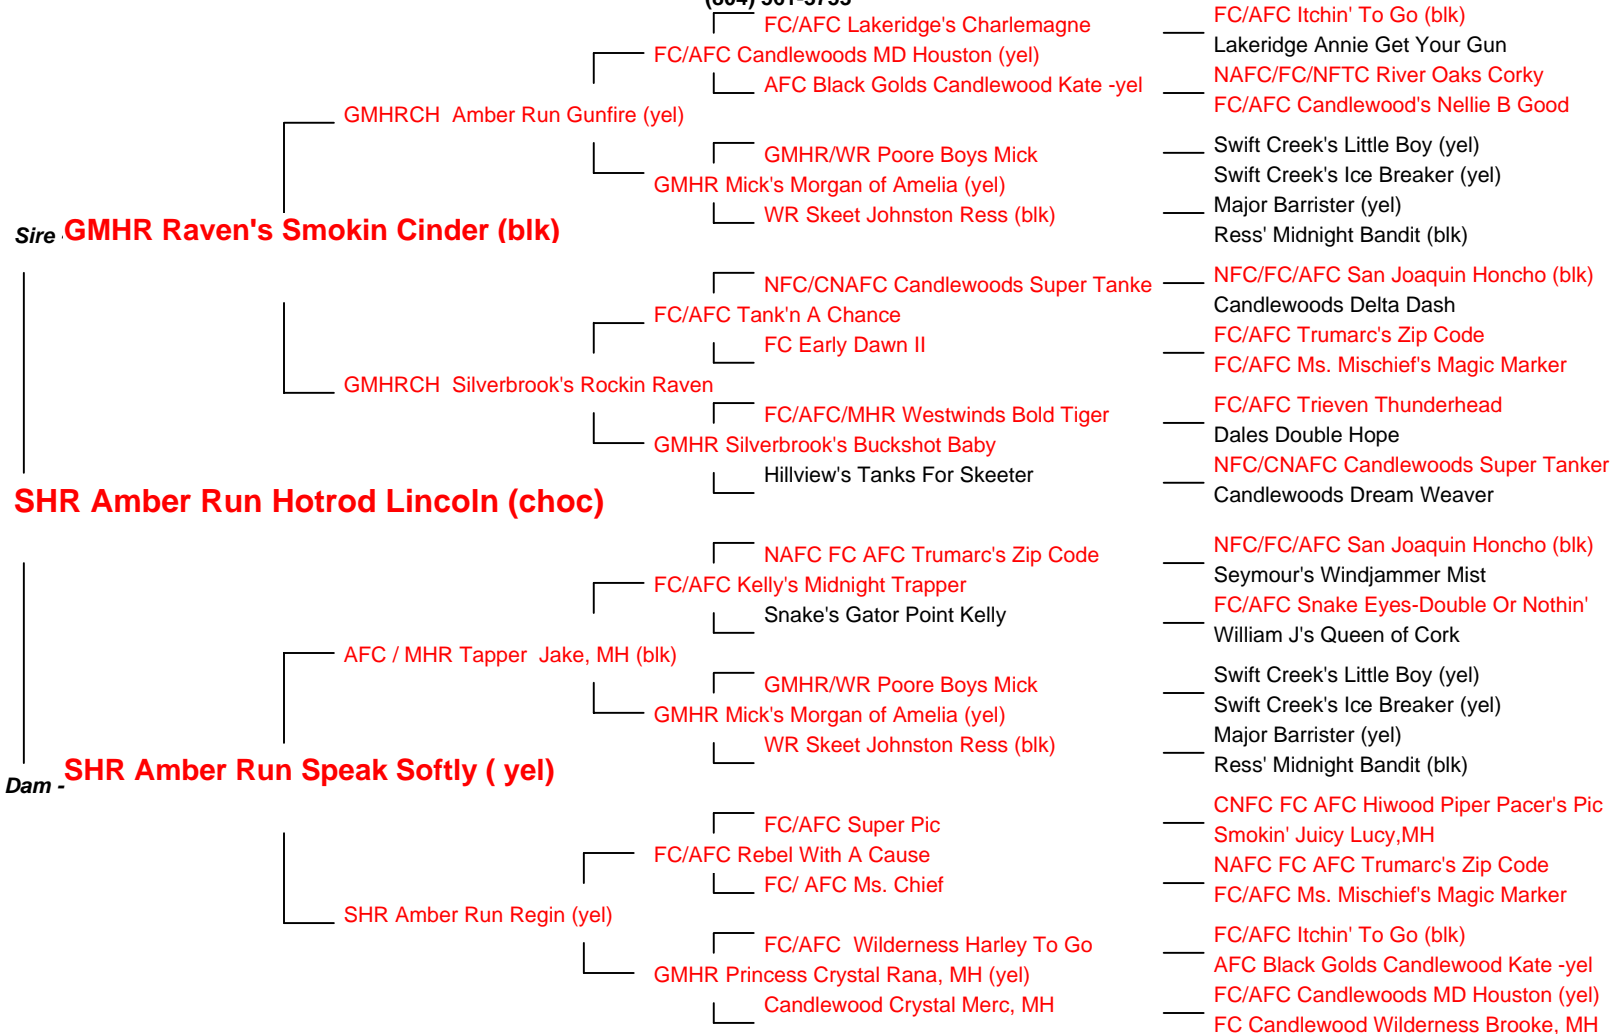 FC/AFC Lakeridge's Charlemagne
FC/AFC Itchin' To Go (blk)
Lakeridge Annie Get Your Gun
FC/AFC Candlewoods MD Houston (yel)
AFC Black Golds Candlewood Kate -yel
NAFC/FC/NFTC River Oaks Corky
FC/AFC Candlewood's Nellie B Good
GMHRCH Amber Run Gunfire (yel)
GMHR/WR Poore Boys Mick
Swift Creek's Little Boy (yel)
Swift Creek's Ice Breaker (yel)
GMHR Mick's Morgan of Amelia (yel)
WR Skeet Johnston Ress (blk)
Major Barrister (yel)
Ress' Midnight Bandit (blk)
Sire GMHR Raven's Smokin Cinder (blk)
NFC/CNAFC Candlewoods Super Tanke
NFC/FC/AFC San Joaquin Honcho (blk)
Candlewoods Delta Dash
FC/AFC Tank'n A Chance
FC Early Dawn II
FC/AFC Trumarc's Zip Code
FC/AFC Ms. Mischief's Magic Marker
GMHRCH Silverbrook's Rockin Raven
FC/AFC/MHR Westwinds Bold Tiger
FC/AFC Trieven Thunderhead
Dales Double Hope
GMHR Silverbrook's Buckshot Baby
Hillview's Tanks For Skeeter
NFC/CNAFC Candlewoods Super Tanker
Candlewoods Dream Weaver
SHR Amber Run Hotrod Lincoln (choc)
NAFC FC AFC Trumarc's Zip Code
NFC/FC/AFC San Joaquin Honcho (blk)
Seymour's Windjammer Mist
FC/AFC Kelly's Midnight Trapper
Snake's Gator Point Kelly
FC/AFC Snake Eyes-Double Or Nothin'
William J's Queen of Cork
AFC / MHR Tapper Jake, MH (blk)
GMHR/WR Poore Boys Mick
Swift Creek's Little Boy (yel)
Swift Creek's Ice Breaker (yel)
GMHR Mick's Morgan of Amelia (yel)
WR Skeet Johnston Ress (blk)
Major Barrister (yel)
Ress' Midnight Bandit (blk)
Dam - SHR Amber Run Speak Softly ( yel)
FC/AFC Super Pic
CNFC FC AFC Hiwood Piper Pacer's Pic
Smokin' Juicy Lucy,MH
FC/AFC Rebel With A Cause
FC/ AFC Ms. Chief
NAFC FC AFC Trumarc's Zip Code
FC/AFC Ms. Mischief's Magic Marker
SHR Amber Run Regin (yel)
FC/AFC Wilderness Harley To Go
FC/AFC Itchin' To Go (blk)
AFC Black Golds Candlewood Kate -yel
GMHR Princess Crystal Rana, MH (yel)
Candlewood Crystal Merc, MH
FC/AFC Candlewoods MD Houston (yel)
FC Candlewood Wilderness Brooke, MH